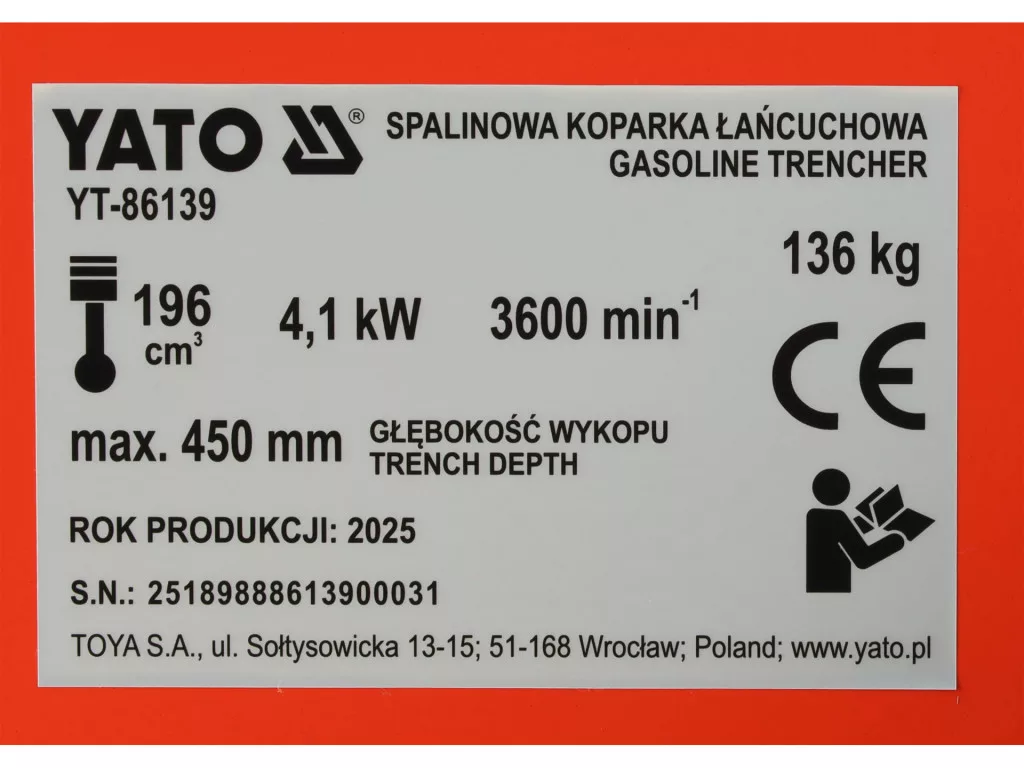 YATO ®
SPALINOWA KOPARKA ŁAŃCUCHOWA
GASOLINE TRENCHER
YT-86139
136 kg
196 cm³
4,1 kW
3600 min⁻¹
CE
max. 450 mm
GŁĘBOKOŚĆ WYKOPU
TRENCH DEPTH
ROK PRODUKCJI: 2025
S.N.: 25189888613900031
TOYA S.A., ul. Sołtysowicka 13-15; 51-168 Wrocław; Poland; www.yato.pl